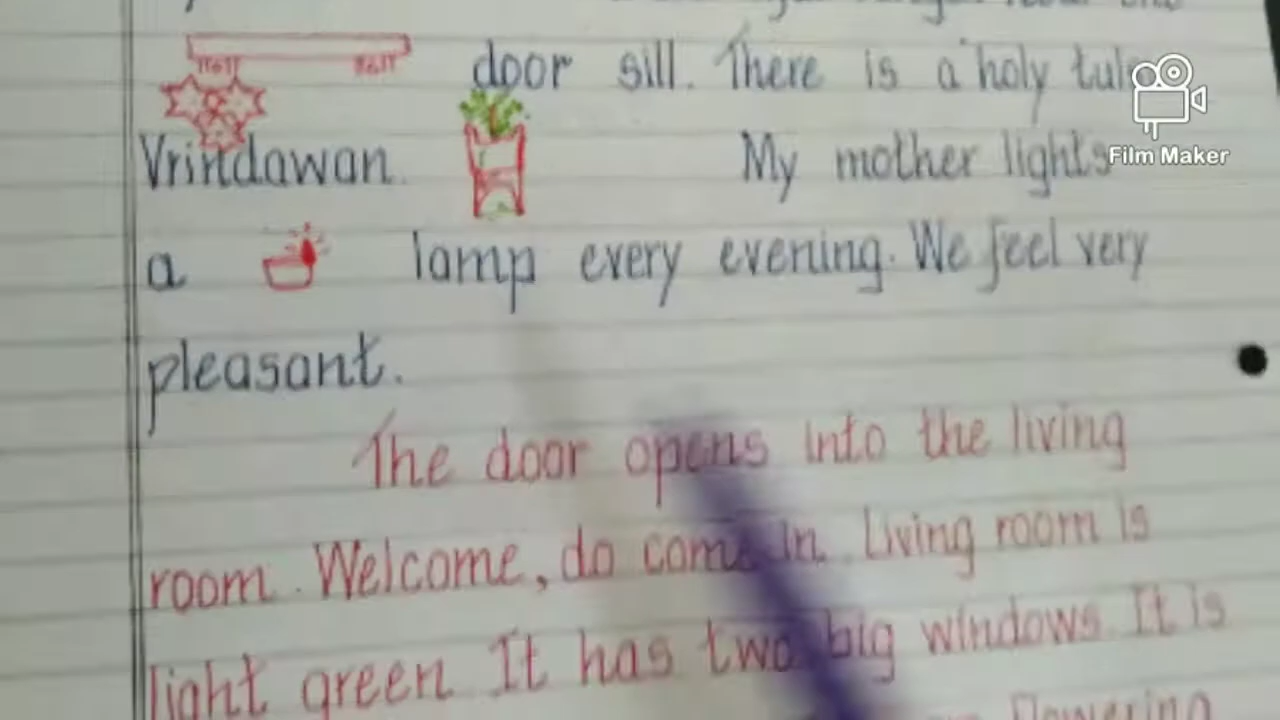 door sill. There is a holy
Vrindawan. My mother lights
a lamp every evening. We feel very
pleasant.
The door opens into the living
room. Welcome, do come in. Living room is
light green. It has two big windows. It is
Flowering
Film Maker